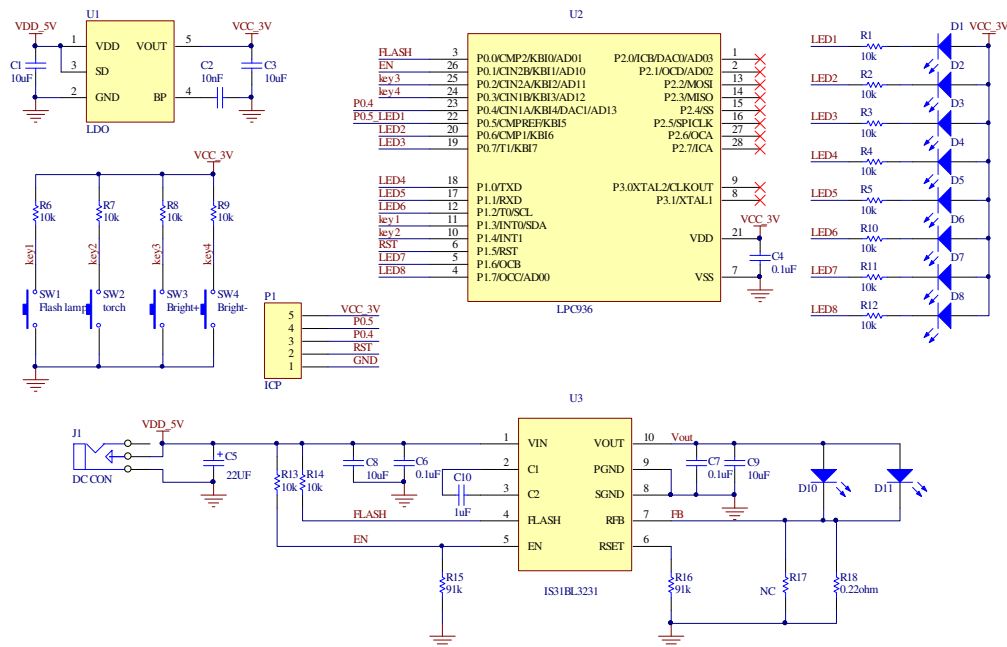 U1
VDD_5V
VCC_3V
1 VDD VOUT 5
3 SD
2 GND BP 4
C1
10uF
C2
10nF
C3
10uF
LDO
U2
FLASH 3 P0.0/CMP2/KBI0/AD01
EN 26 P0.1/CIN2B/KBI1/AD10
key3 25 P0.2/CIN2A/KBI2/AD11
key4 24 P0.3/CIN1B/KBI3/AD12
P0.4 23 P0.4/CIN1A/KBI4/DAC1/AD13
P0.5_LED1 22 P0.5/CMPREF/KBI5
LED2 20 P0.6/CMP1/KBI6
LED3 19 P0.7/T1/KBI7
LED4 18 P1.0/TXD
LED5 17 P1.1/RXD
LED6 12 P1.2/T0/SCL
key1 11 P1.3/INT0/SDA
key2 10 P1.4/INT1
RST 6 P1.5/RST
LED7 5 P1.6/OCB
LED8 4 P1.7/OCC/AD00
P2.0/ICB/DAC0/AD03 1
P2.1/OCD/AD02 2
P2.2/MOSI 13
P2.3/MISO 14
P2.4/SS 15
P2.5/SPICLK 16
P2.6/OCA 27
P2.7/ICA 28
P3.0XTAL2/CLKOUT 9
P3.1/XTAL1 8
VDD 21
VSS 7
VCC_3V
C4
0.1uF
LPC936
VCC_3V
LED1 R1 10k D1
LED2 R2 10k D2
LED3 R3 10k D3
LED4 R4 10k D4
LED5 R5 10k D5
LED6 R10 10k D6
LED7 R11 10k D7
LED8 R12 10k D8
VCC_3V
R6
10k
R7
10k
R8
10k
R9
10k
key1
key2
key3
key4
SW1
Flash lamp
SW2
torch
SW3
Bright+
SW4
Bright-
P1
5 VCC_3V
4 P0.5
3 P0.4
2 RST
1 GND
ICP
J1
DC CON
VDD_5V
C5
22UF
R13
10k
R14
10k
C8
10uF
C6
0.1uF
C10
1uF
FLASH
EN
R15
91k
U3
1 VIN VOUT 10
2 C1 PGND 9
3 C2 SGND 8
4 FLASH RFB 7
5 EN RSET 6
IS31BL3231
Vout
C7
0.1uF
C9
10uF
FB
D10
D11
R16
91k
R17
NC
R18
0.22ohm